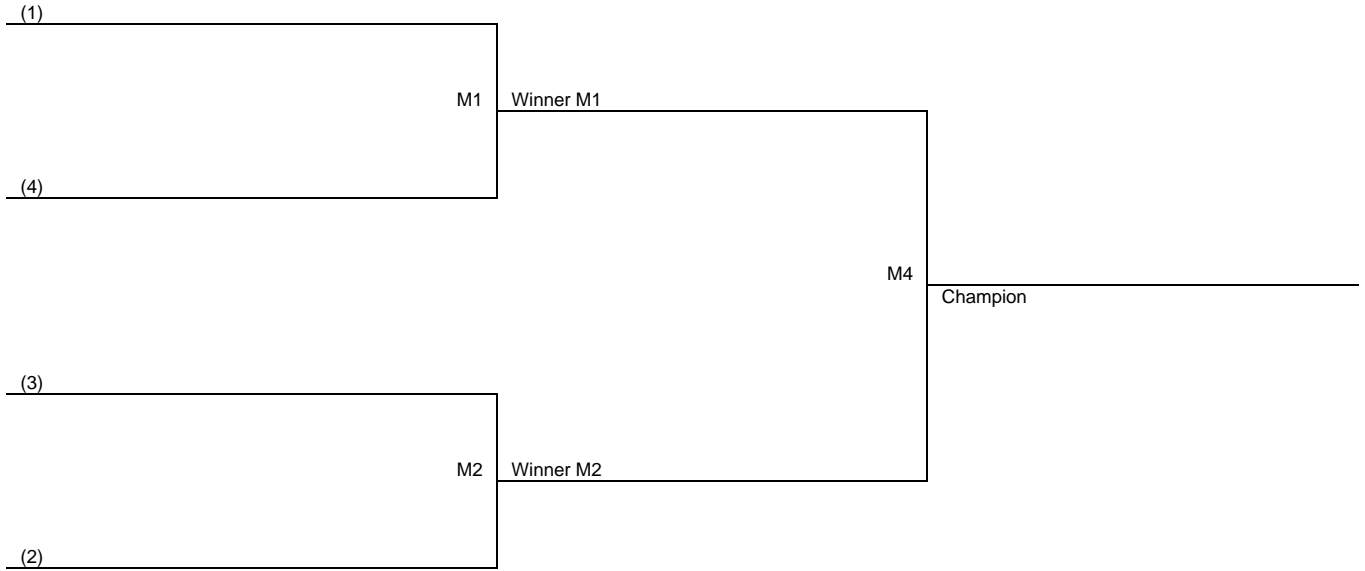 (1)
M1 Winner M1
(4)
M4
Champion
(3)
M2 Winner M2
(2)